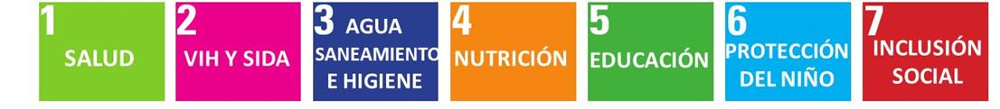 1
SALUD
2
VIH Y SIDA
3 AGUA
SANEAMIENTO
E HIGIENE
4
NUTRICIÓN
5
EDUCACIÓN
6
PROTECCIÓN
DEL NIÑO
7
INCLUSIÓN
SOCIAL